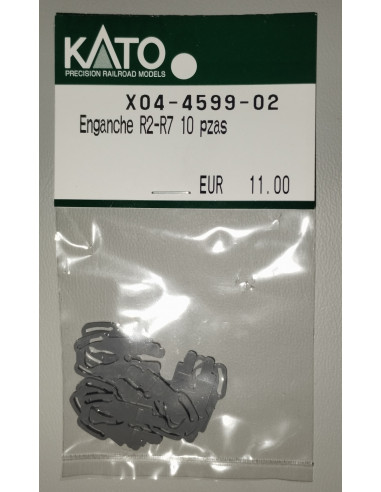 KATO
PRECISION RAILROAD MODELS
X04-4599-02
Enganche R2-R7 10 pzas
EUR 11.00